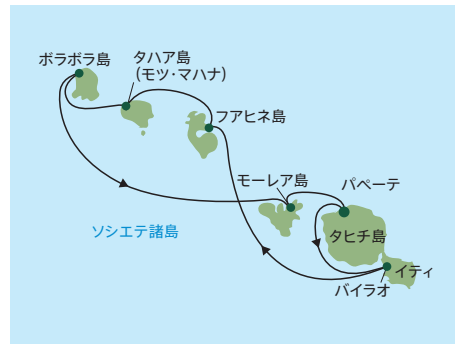 ボラボラ島
タハア島
(モツ・マハナ)
フアヒネ島
モーレア島
パペーテ
タヒチ島
ソシエテ諸島
イティ
バイラオ